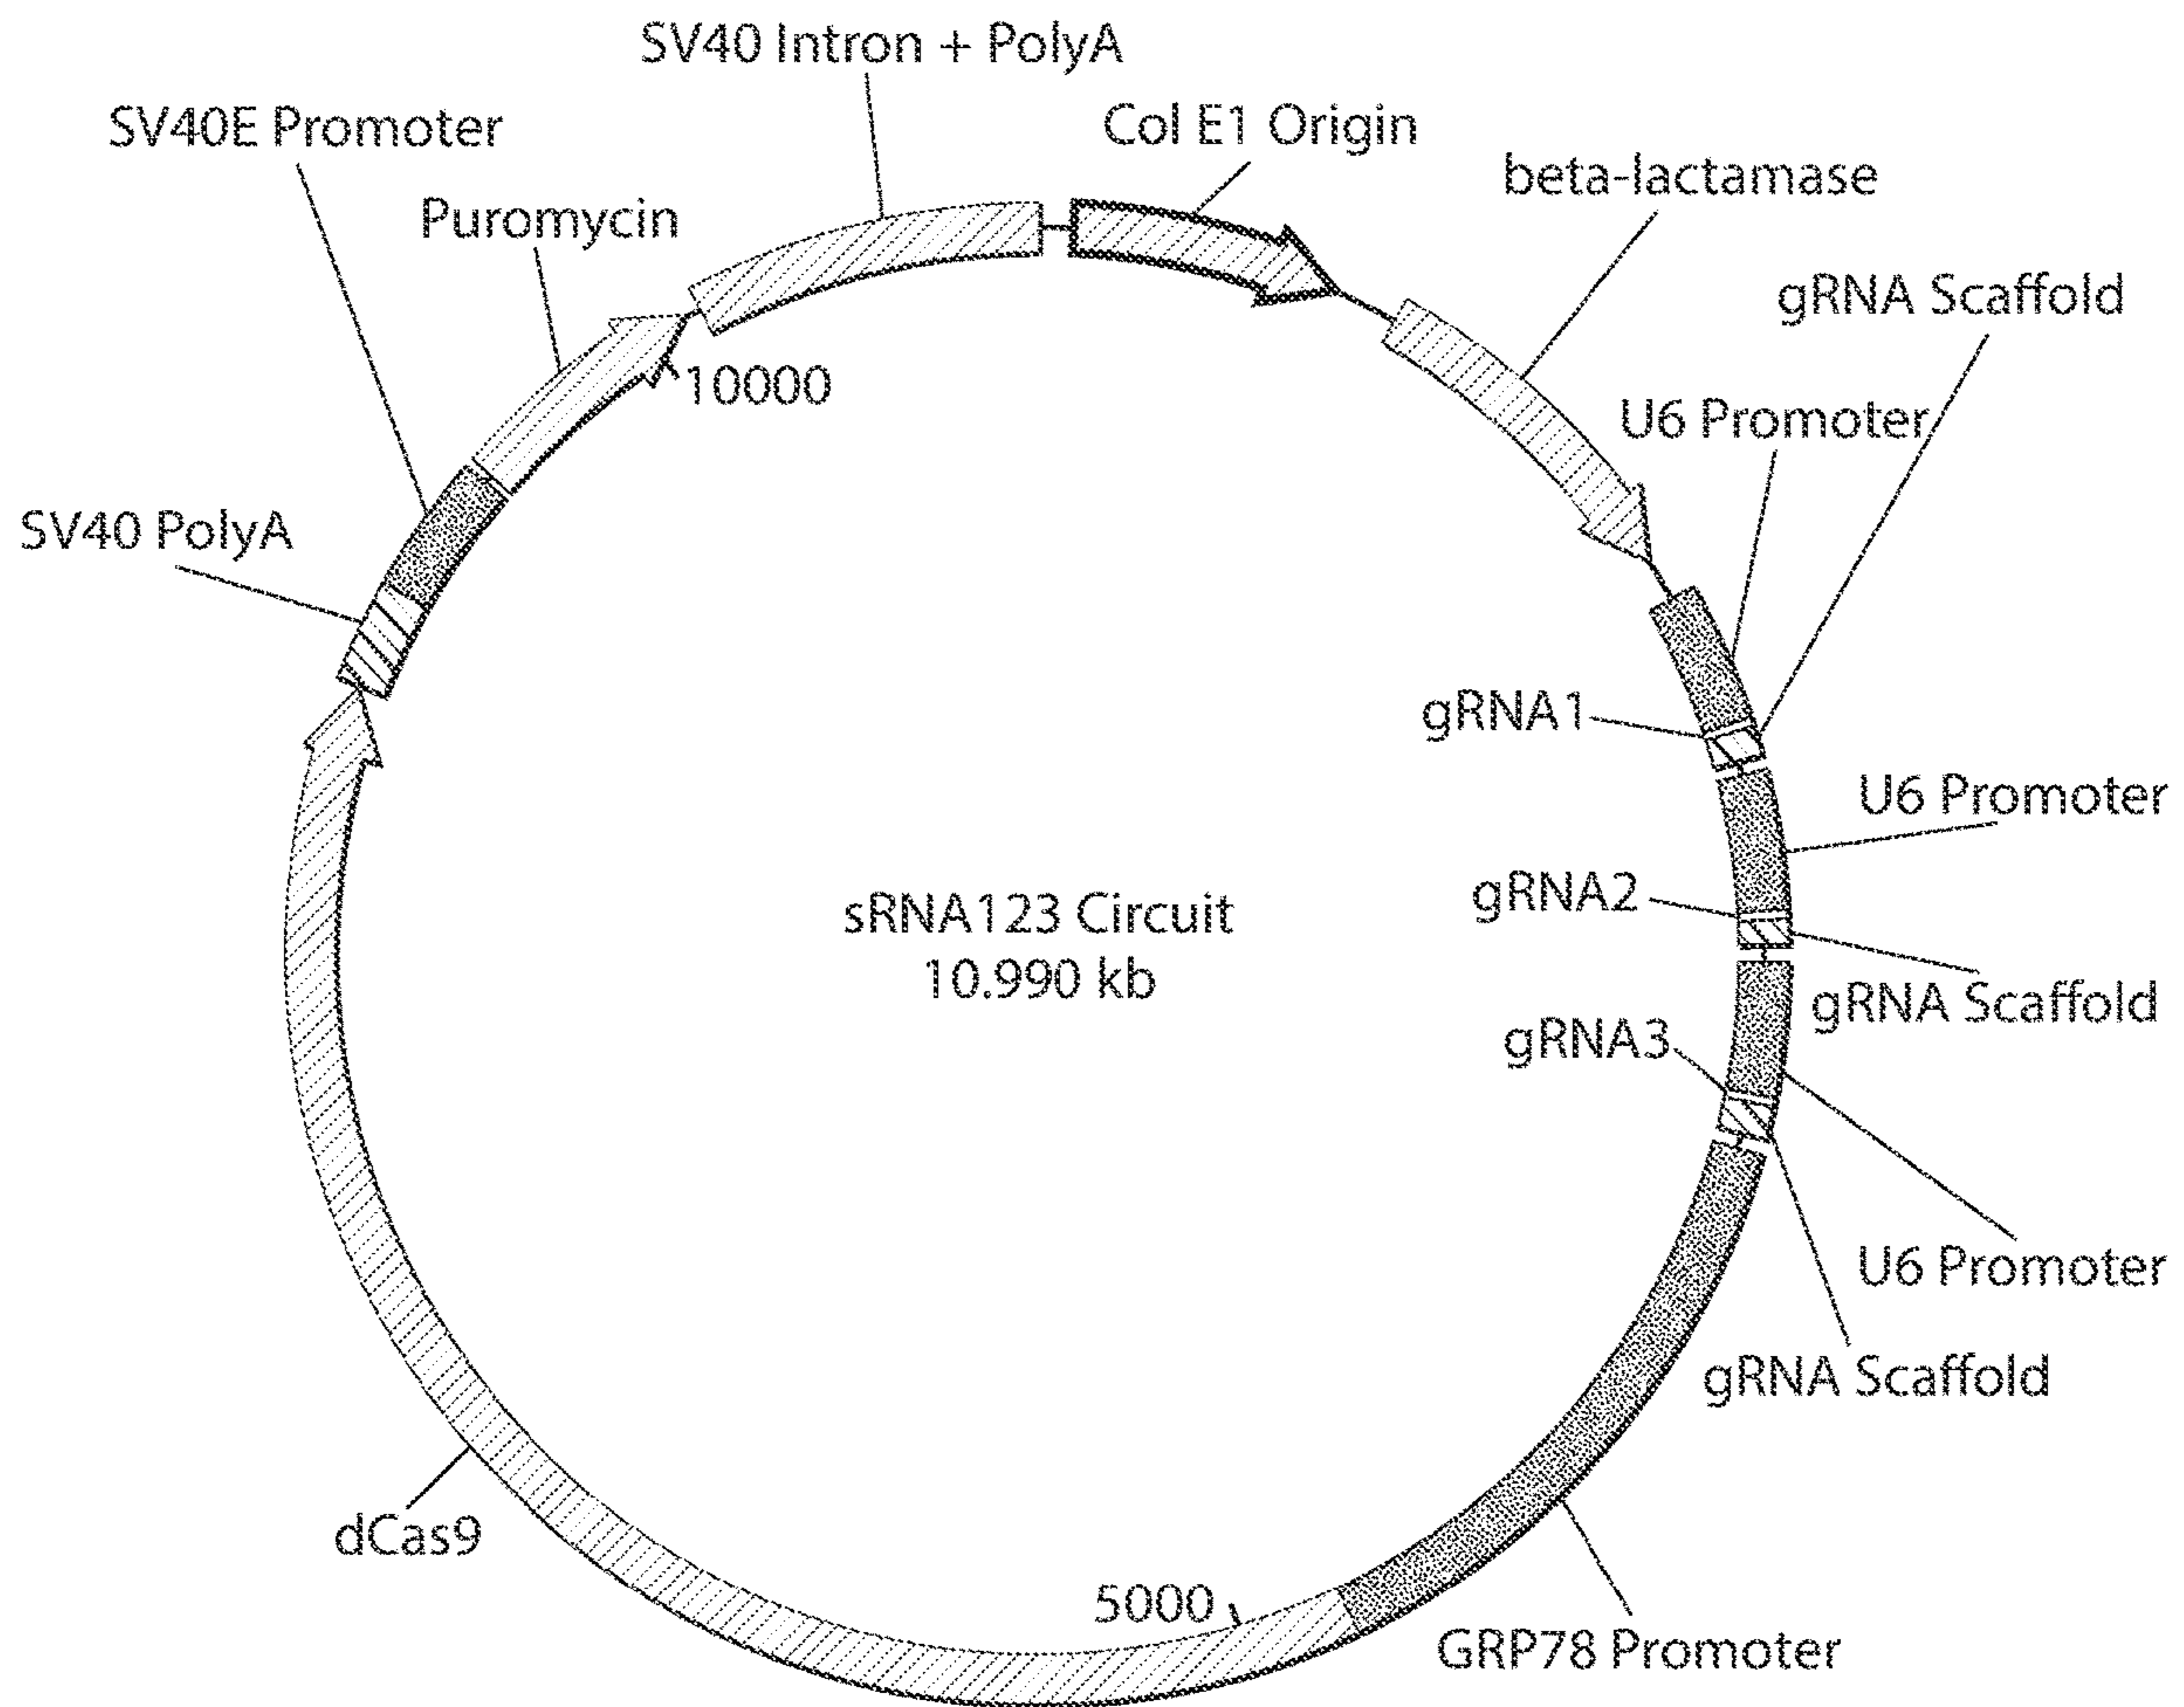 SV40 Intron + PolyA
SV40E Promoter
Col E1 Origin
beta-lactamase
Puromycin
gRNA Scaffold
10000
U6 Promoter
SV40 PolyA
gRNA1
U6 Promoter
gRNA2
sRNA123 Circuit
10.990 kb
gRNA Scaffold
gRNA3
U6 Promoter
gRNA Scaffold
dCas9
5000
GRP78 Promoter